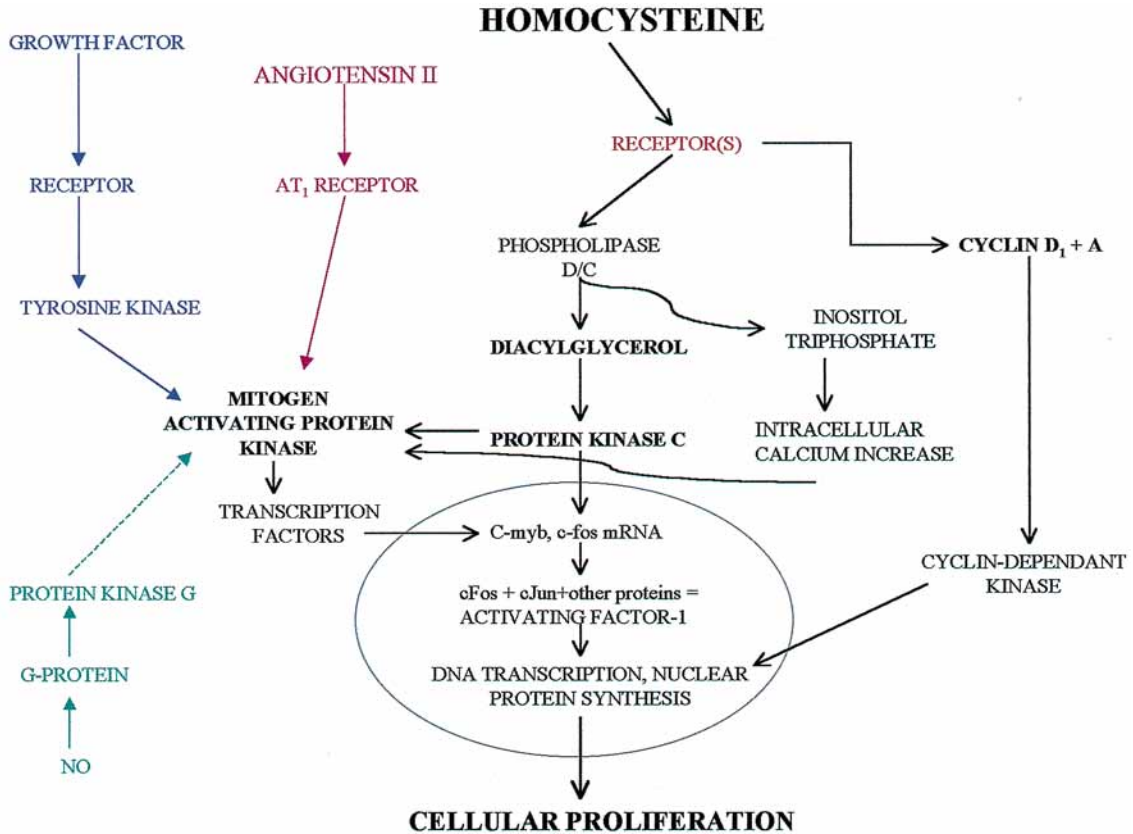 HOMOCYSTEINE
GROWTH FACTOR
ANGIOTENSIN II
RECEPTOR(S)
RECEPTOR
AT₁ RECEPTOR
PHOSPHOLIPASE
D/C
CYCLIN D₁ + A
TYROSINE KINASE
INOSITOL
TRIPHOSPHATE
DIACYLGLYCEROL
MITOGEN
ACTIVATING PROTEIN
KINASE
PROTEIN KINASE C
INTRACELLULAR
CALCIUM INCREASE
TRANSCRIPTION
FACTORS
C-myb, c-fos mRNA
CYCLIN-DEPENDANT
KINASE
PROTEIN KINASE G
cFos + cJun+other proteins =
ACTIVATING FACTOR-1
G-PROTEIN
DNA TRANSCRIPTION, NUCLEAR
PROTEIN SYNTHESIS
NO
CELLULAR PROLIFERATION